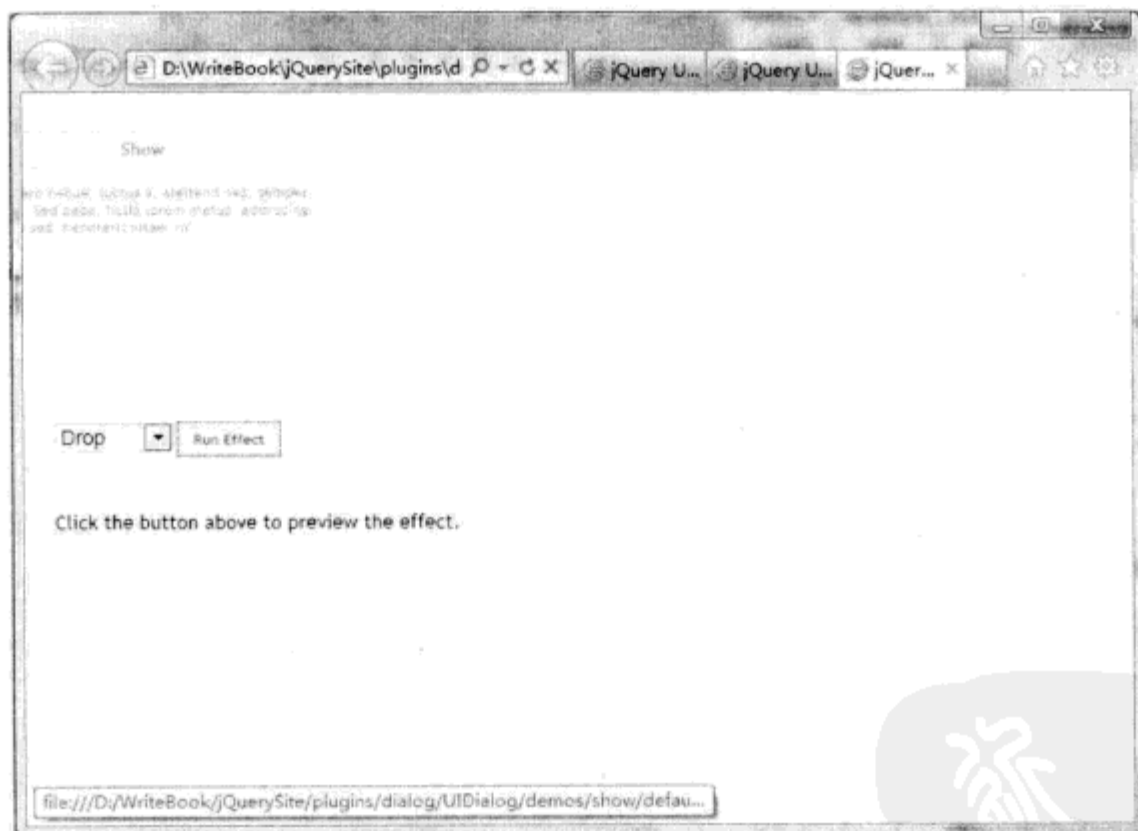 D:\WriteBook\jQuerySite\plugins\d
jQuery U...
jQuery U...
jQuer...
Show
Drop
Run Effect
Click the button above to preview the effect.
file:///D:/WriteBook/jQuerySite/plugins/dialog/UIDialog/demos/show/defau...